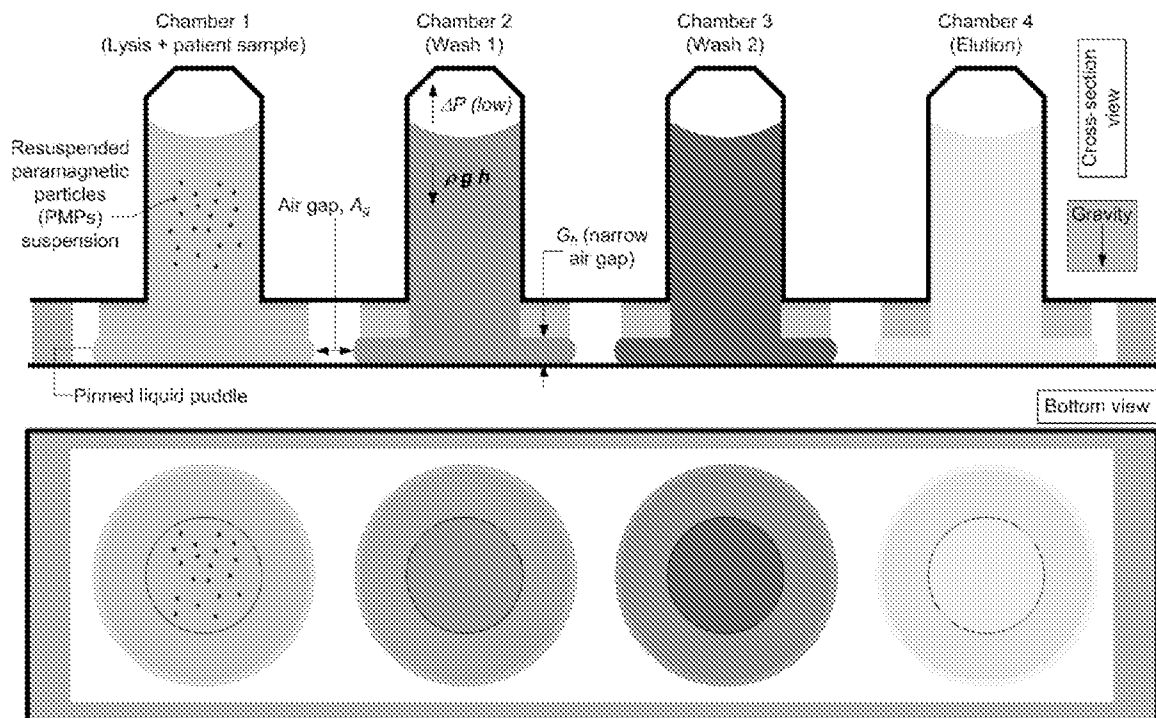 Chamber 1
(Lysis + patient sample)
Chamber 2
(Wash 1)
Chamber 3
(Wash 2)
Chamber 4
(Elution)
Cross-section
view
ΔP (low)
Resuspended
paramagnetic
particles
(PMPs)
suspension
ρ g h
Air gap, Ag
Gh (narrow
air gap)
Gravity
Pinned liquid puddle
Bottom view